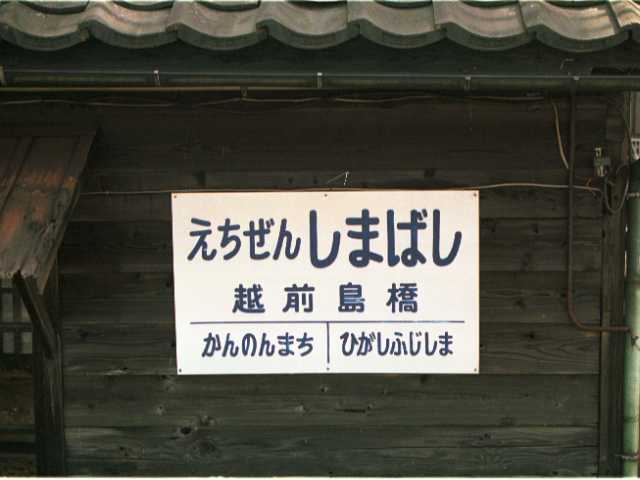 えちぜんしまばし
越前島橋
かんのんまち ひがしふじしま